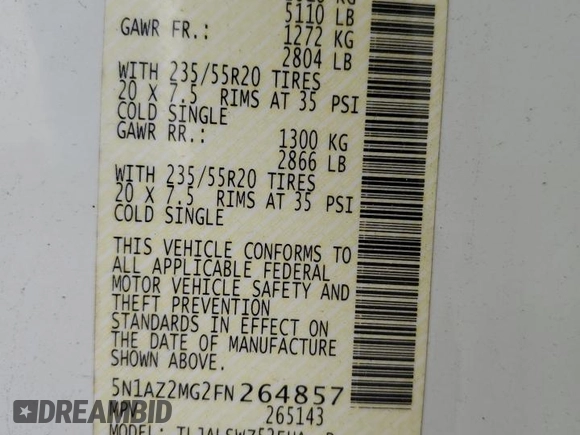 5110 LB
GAWR FR.: 1272 KG
2804 LB
WITH 235/55R20 TIRES
20 X 7.5 RIMS AT 35 PSI
COLD SINGLE
GAWR RR.: 1300 KG
2866 LB
WITH 235/55R20 TIRES
20 X 7.5 RIMS AT 35 PSI
COLD SINGLE
THIS VEHICLE CONFORMS TO
ALL APPLICABLE FEDERAL
MOTOR VEHICLE SAFETY AND
THEFT PREVENTION
STANDARDS IN EFFECT ON
THE DATE OF MANUFACTURE
SHOWN ABOVE.
5N1AZ2MG2FN264857
MPV 265143
MODEL:
DREAMBID